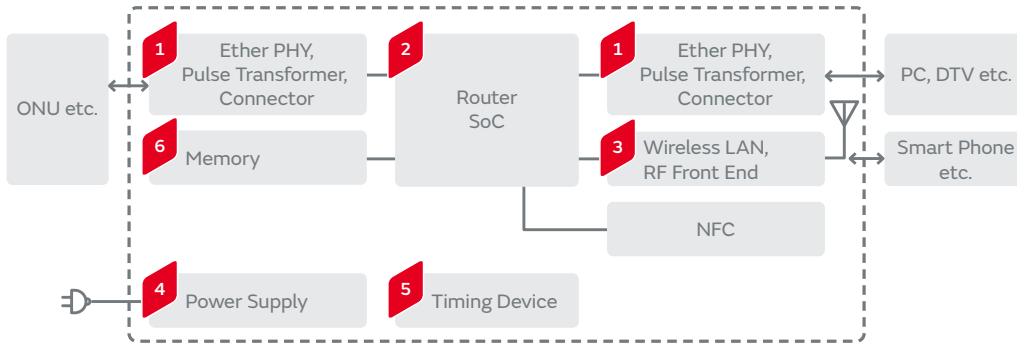 ONU etc.
1
Ether PHY,
Pulse Transformer,
Connector
2
Router
SoC
1
Ether PHY,
Pulse Transformer,
Connector
PC, DTV etc.
6
Memory
3
Wireless LAN,
RF Front End
Smart Phone
etc.
NFC
4
Power Supply
5
Timing Device